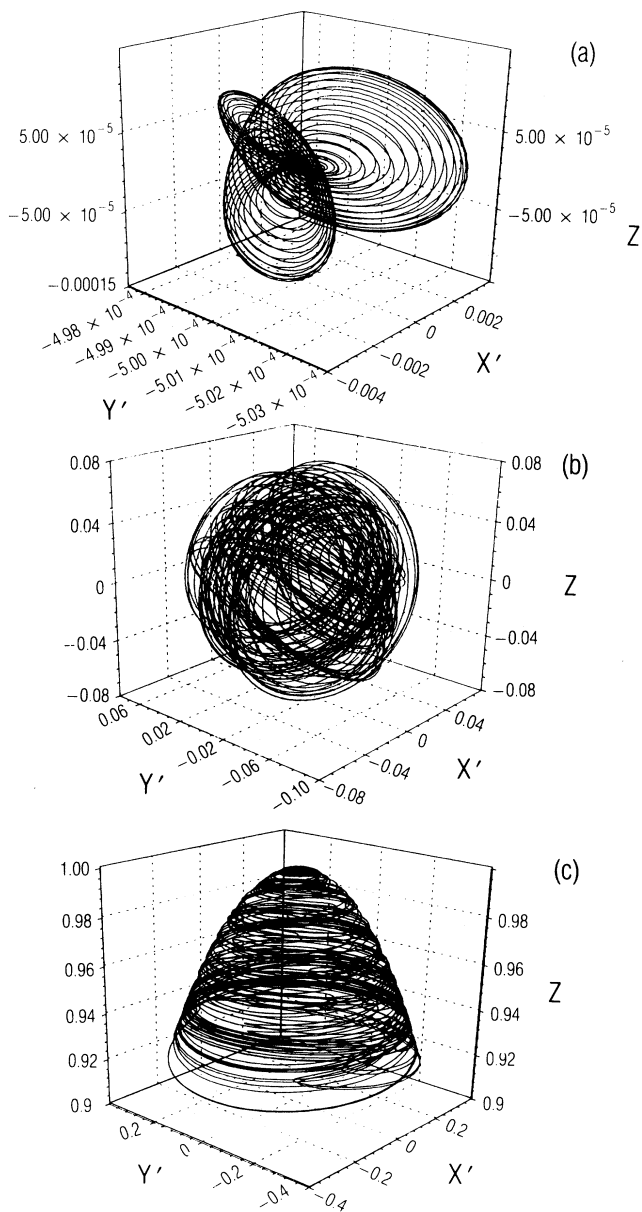 (a)
5.00 × 10⁻⁵
5.00 × 10⁻⁵
−5.00 × 10⁻⁵
−5.00 × 10⁻⁵
Z
−0.00015
−4.98 × 10⁻⁴
−4.99 × 10⁻⁴
−5.00 × 10⁻⁴
−5.01 × 10⁻⁴
−5.02 × 10⁻⁴
−5.03 × 10⁻⁴
0.002
0
−0.002
−0.004
X′
Y′
(b)
0.08
0.08
0.04
0.04
0
0
Z
−0.04
−0.04
−0.08
−0.08
0.06
0.02
−0.02
−0.06
−0.10
0.04
0
−0.04
−0.08
Y′
X′
(c)
1.00
0.98
0.98
0.96
0.96
Z
0.94
0.94
0.92
0.92
0.9
0.9
0.2
0
−0.2
−0.4
0.2
0
−0.2
−0.4
Y′
X′